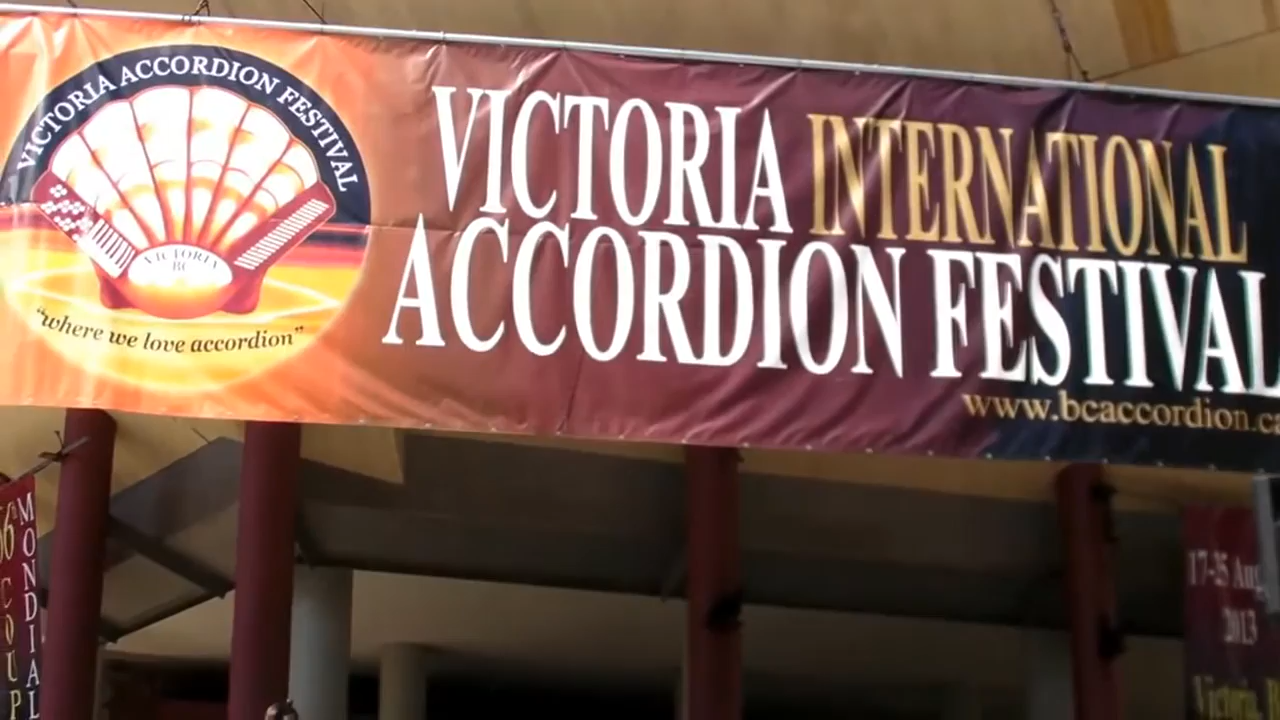 VICTORIA ACCORDION FESTIVAL
VICTORIA
BC
"where we love accordion"
VICTORIA INTERNATIONAL
ACCORDION FESTIVAL
www.bcaccordion.ca
MONDIAL
COUP
17-25 Aug
2013
Victoria,